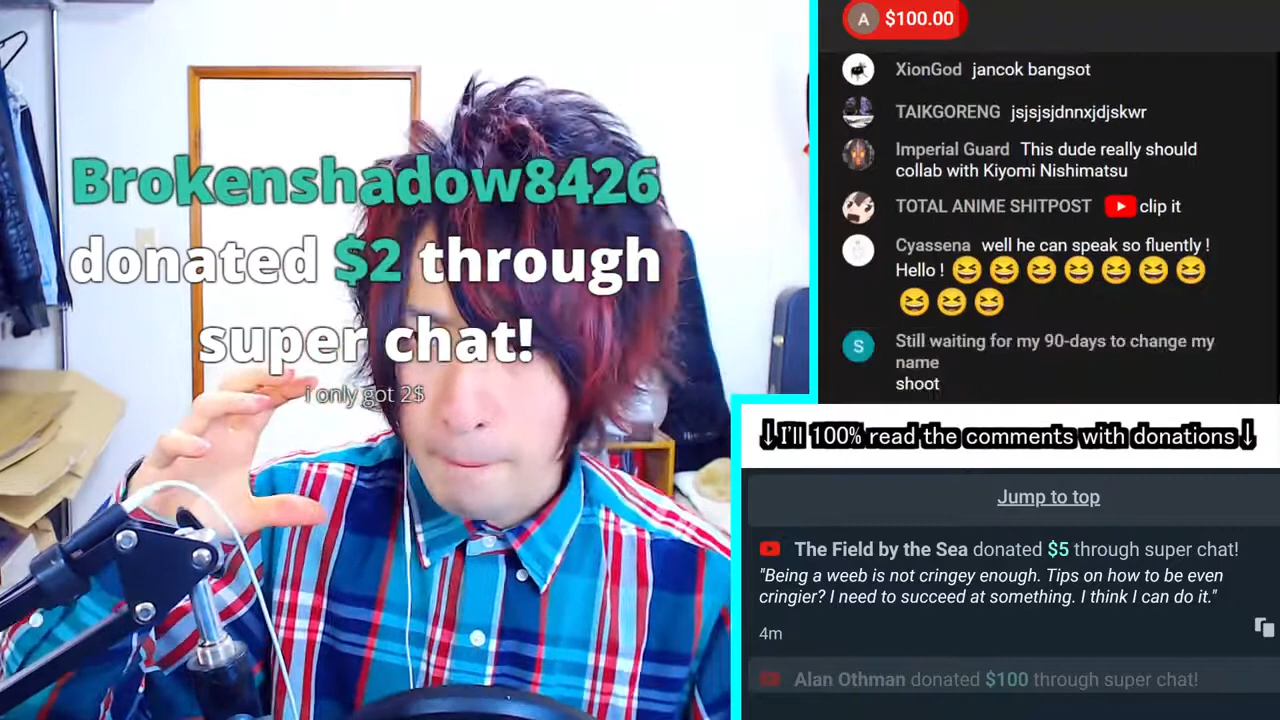 Brokenshadow8426
donated $2 through
super chat!
i only got 2$
A $100.00
XionGod jancok bangsot
TAIKGORENG jsjsjsjdnnxjdjskwr
Imperial Guard This dude really should
collab with Kiyomi Nishimatsu
TOTAL ANIME SHITPOST clip it
Cyassena well he can speak so fluently !
Hello ! 😆😆😆😆😆😆😆
😆😆😆
S Still waiting for my 90-days to change my
name
shoot
↓I'll 100% read the comments with donations↓
Jump to top
The Field by the Sea donated $5 through super chat!
"Being a weeb is not cringey enough. Tips on how to be even
cringier? I need to succeed at something. I think I can do it."
4m
Alan Othman donated $100 through super chat!